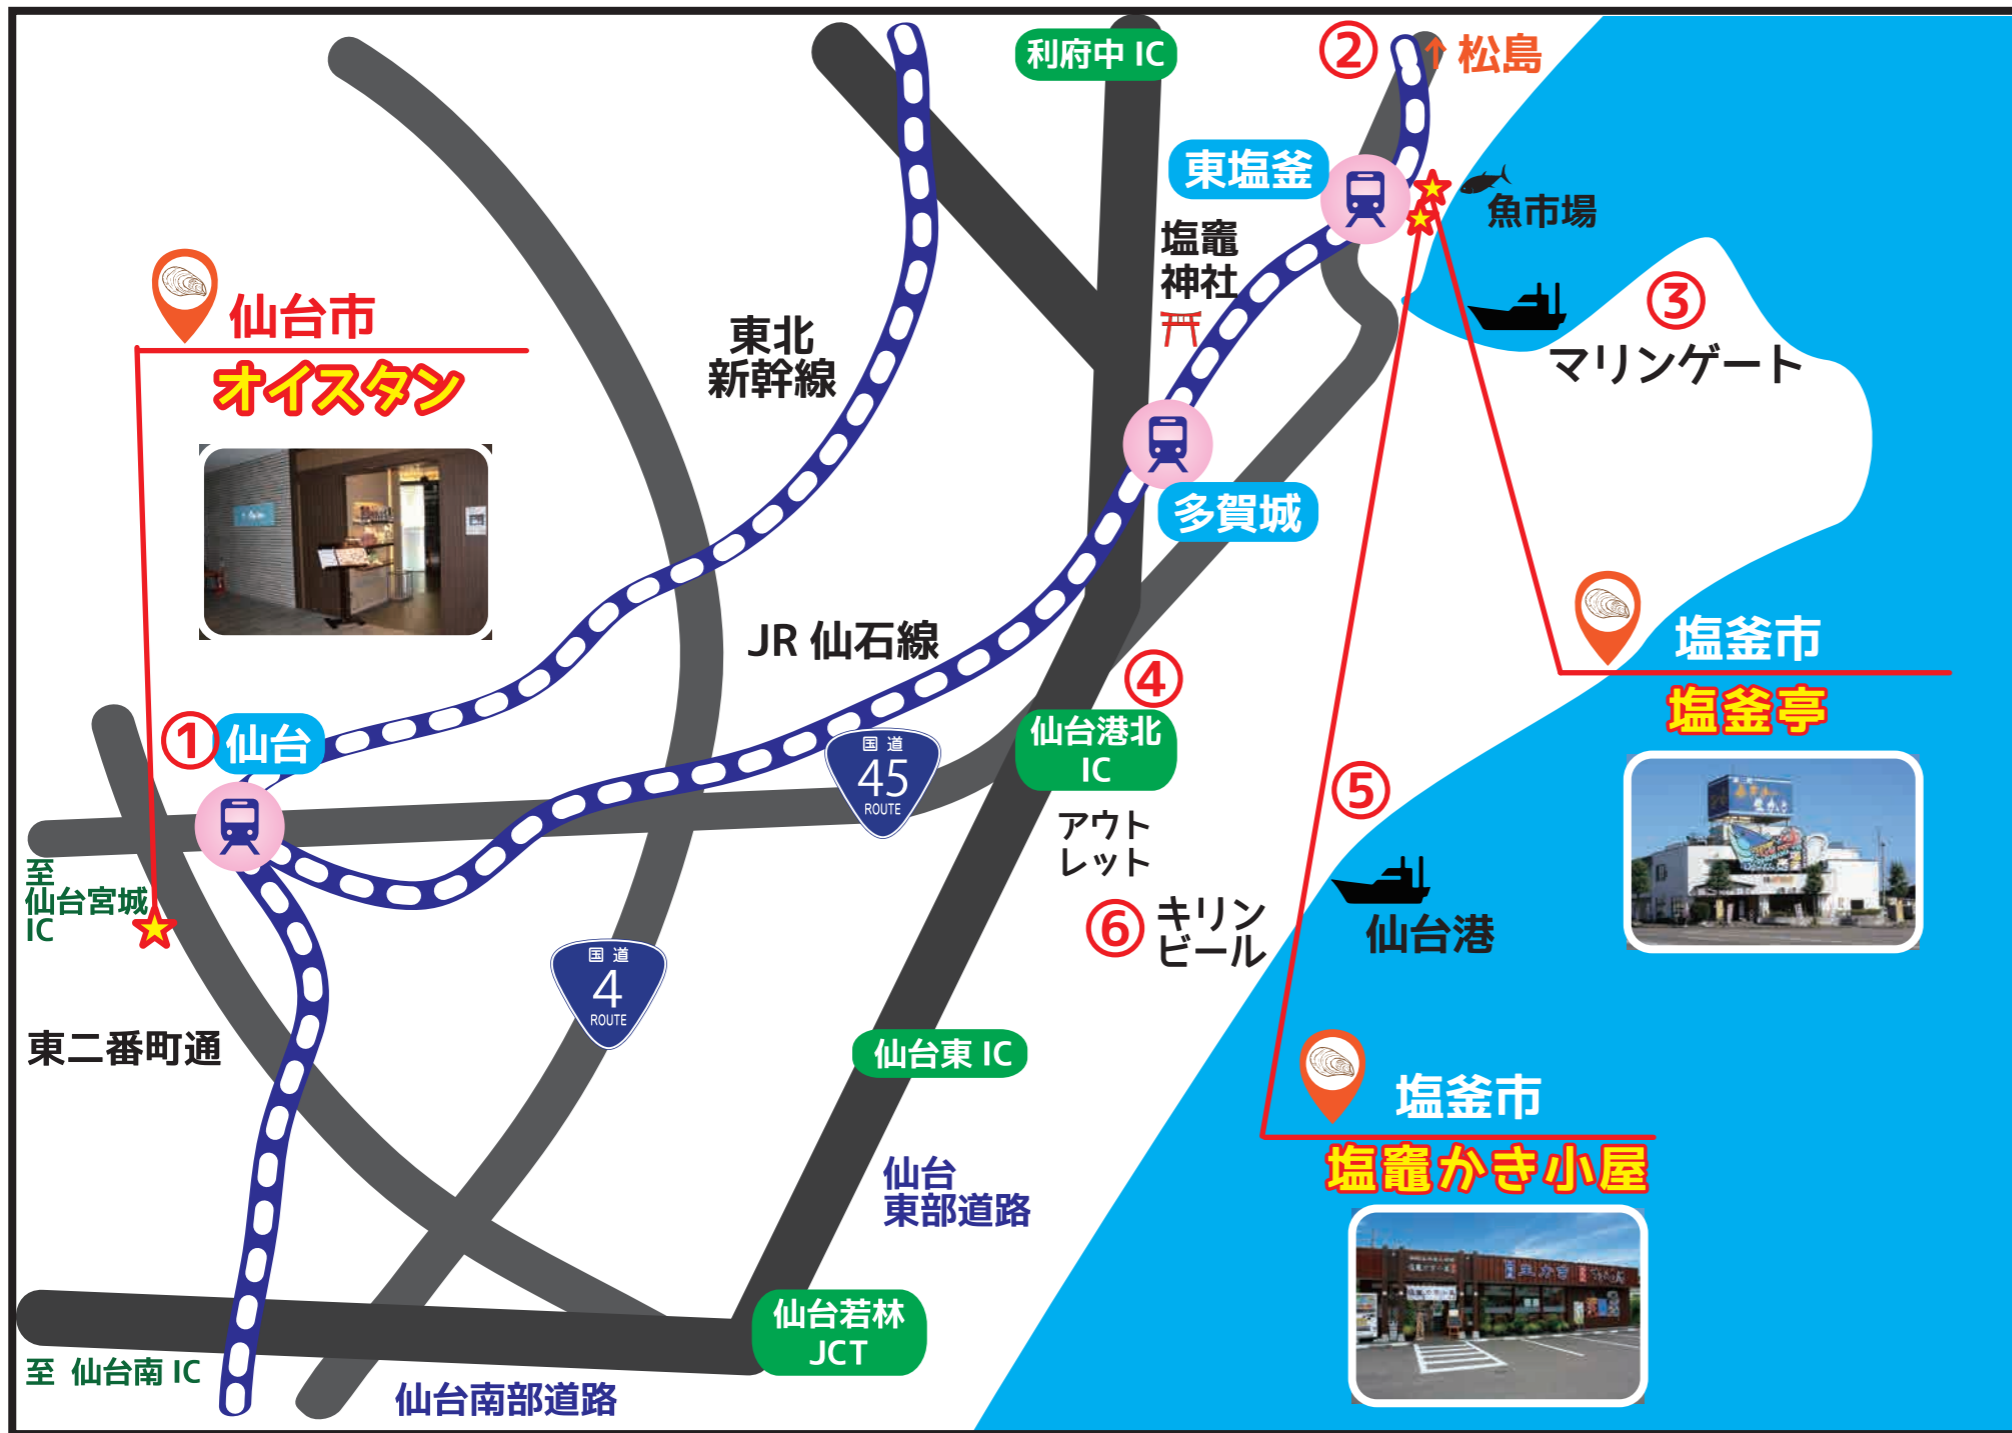 利府中 IC
②
↑ 松島
東塩釜
魚市場
塩竈
神社
③
マリンゲート
仙台市
オイスタン
東北
新幹線
多賀城
JR 仙石線
④
塩釜市
塩釜亭
①
仙台
国道
45
ROUTE
仙台港北
IC
⑤
アウト
レット
至
仙台宮城
IC
⑥
キリン
ビール
仙台港
国道
4
ROUTE
東二番町通
仙台東 IC
塩釜市
塩竈かき小屋
仙台
東部道路
仙台若林
JCT
至 仙台南 IC
仙台南部道路